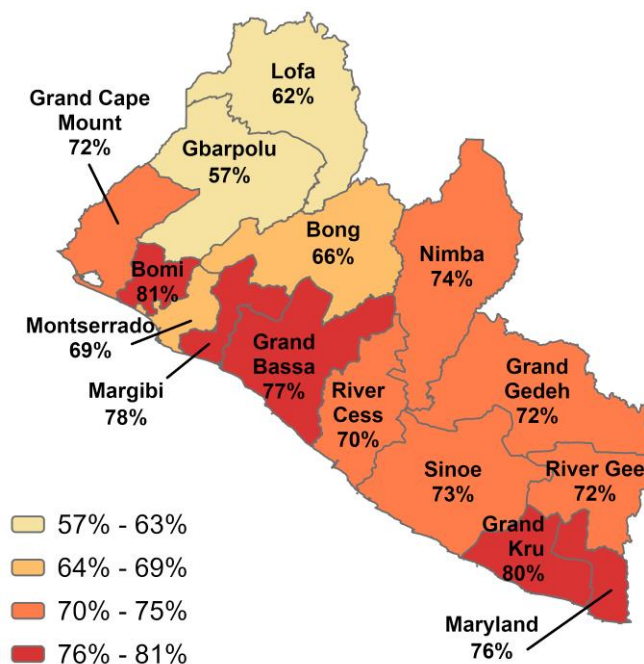 Lofa
62%
Grand Cape
Mount
72%
Gbarpolu
57%
Bong
66%
Nimba
74%
Bomi
81%
Montserrado
69%
Margibi
78%
Grand
Bassa
77%
River
Cess
70%
Grand
Gedeh
72%
Sinoe
73%
River Gee
72%
Grand
Kru
80%
Maryland
76%
57% - 63%
64% - 69%
70% - 75%
76% - 81%